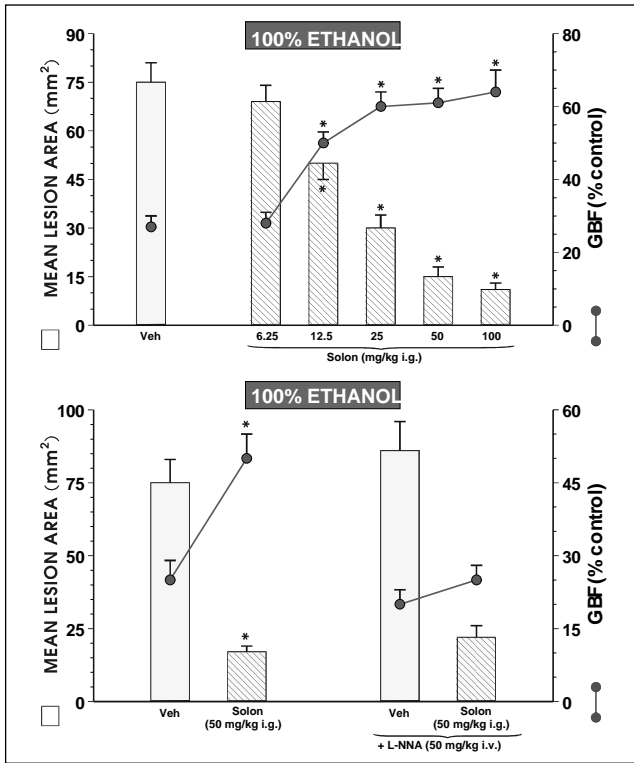 100% ETHANOL
MEAN LESION AREA (mm²)
90
75
60
45
30
15
0
GBF (% control)
80
60
40
20
0
*
*
*
*
*
*
*
*
Veh
6.25 12.5 25 50 100
Solon (mg/kg i.g.)
100% ETHANOL
MEAN LESION AREA (mm²)
100
75
50
25
0
GBF (% control)
60
45
30
15
0
*
*
Veh Solon Veh Solon
(50 mg/kg i.g.) (50 mg/kg i.g.)
+ L-NNA (50 mg/kg i.v.)